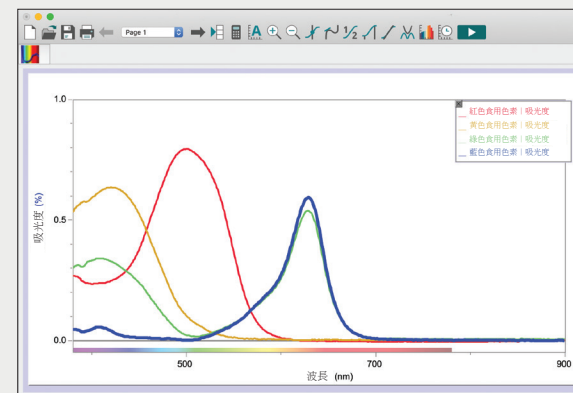 Page 1
1/2
A
1.0
紅色食用色素 | 吸光度
黃色食用色素 | 吸光度
綠色食用色素 | 吸光度
藍色食用色素 | 吸光度
吸光度 (%)
0.5
0.0
500
700
900
波長 (nm)